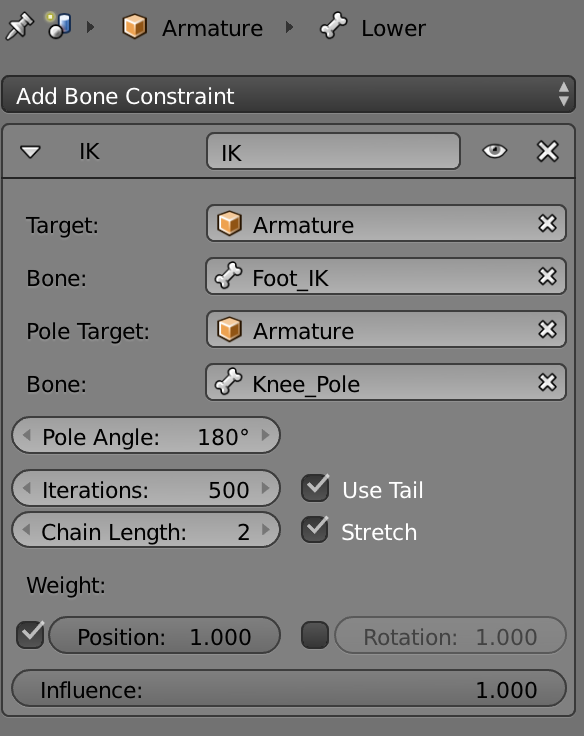 Armature Lower
Add Bone Constraint
IK IK
Target: Armature
Bone: Foot_IK
Pole Target: Armature
Bone: Knee_Pole
Pole Angle: 180°
Iterations: 500 Use Tail
Chain Length: 2 Stretch
Weight:
Position: 1.000 Rotation: 1.000
Influence: 1.000